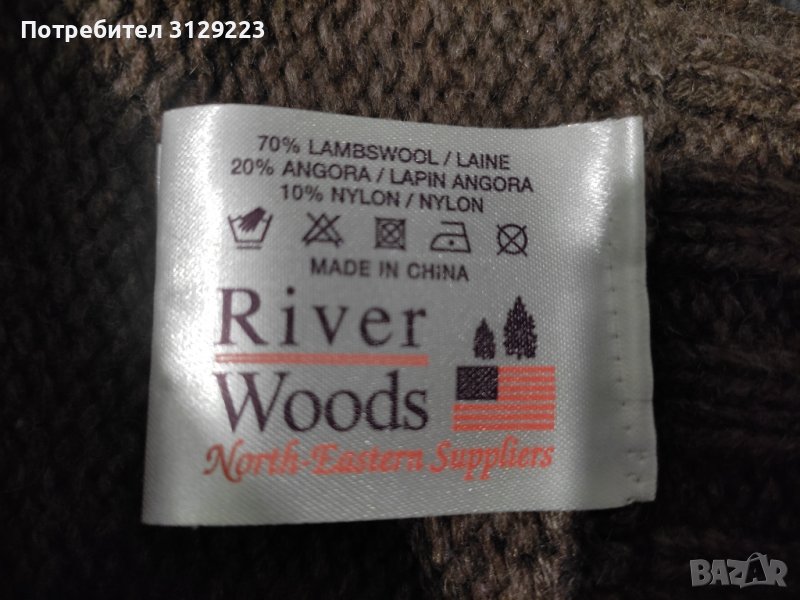 Потребител 3129223
70% LAMBSWOOL / LAINE
20% ANGORA / LAPIN ANGORA
10% NYLON / NYLON
MADE IN CHINA
River
Woods
North-Eastern Suppliers
BAZAR